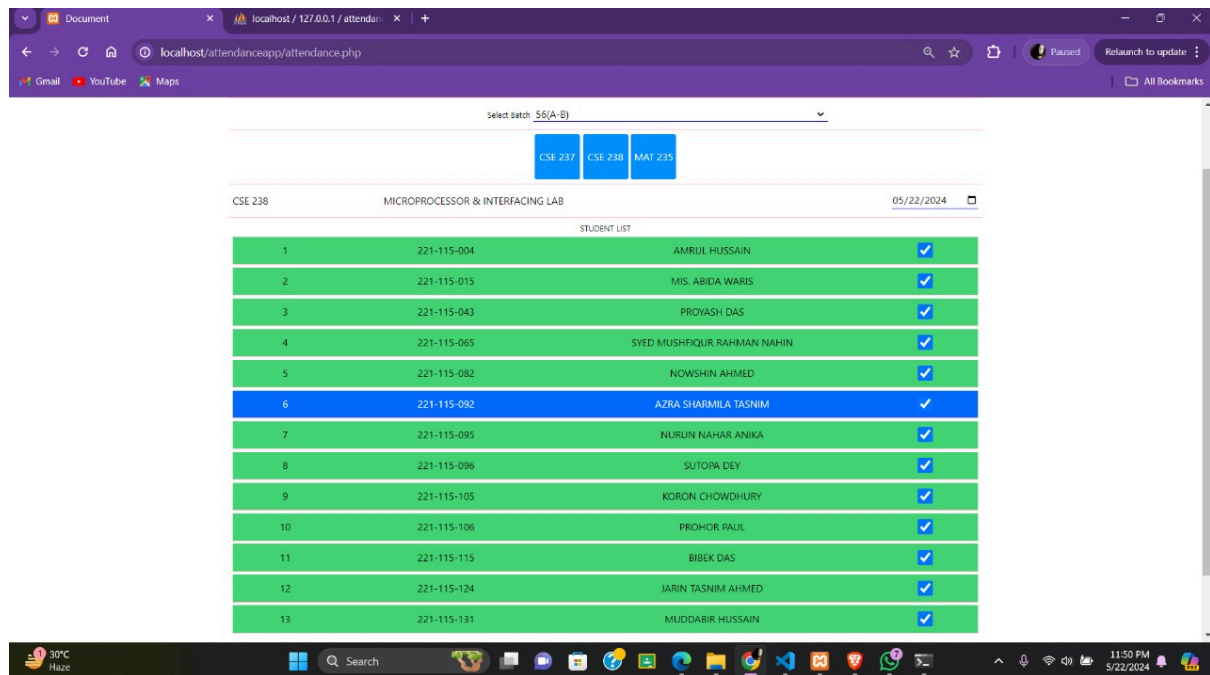 Document
localhost / 127.0.0.1 / attendan
localhost/attendanceapp/attendance.php
Paused
Relaunch to update
Gmail YouTube Maps
All Bookmarks
Select Batch 56(A-B)
CSE 237 CSE 238 MAT 235
CSE 238 MICROPROCESSOR & INTERFACING LAB 05/22/2024
STUDENT LIST
1 221-115-004 AMRUL HUSSAIN
2 221-115-015 MIS. ABIDA WARIS
3 221-115-043 PROYASH DAS
4 221-115-065 SYED MUSHFIQUR RAHMAN NAHIN
5 221-115-082 NOWSHIN AHMED
6 221-115-092 AZRA SHARMILA TASNIM
7 221-115-095 NURUN NAHAR ANIKA
8 221-115-096 SUTOPA DEY
9 221-115-105 KORON CHOWDHURY
10 221-115-106 PROHOR PAUL
11 221-115-115 BIBEK DAS
12 221-115-124 JARIN TASNIM AHMED
13 221-115-131 MUDDABIR HUSSAIN
1 30°C
Haze
Search
11:50 PM
5/22/2024